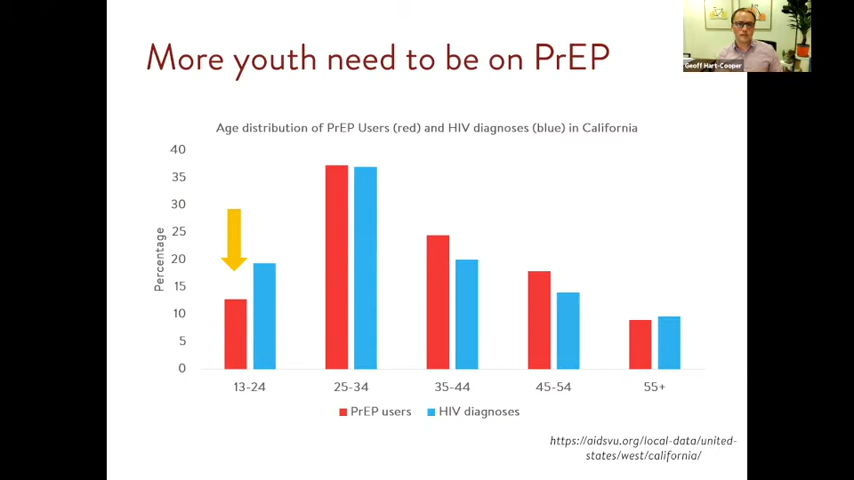 More youth need to be on PrEP
Geoff Hart-Cooper
Age distribution of PrEP Users (red) and HIV diagnoses (blue) in California
Percentage
40
35
30
25
20
15
10
5
0
13-24
25-34
35-44
45-54
55+
PrEP users
HIV diagnoses
https://aidsvu.org/local-data/united-
states/west/california/